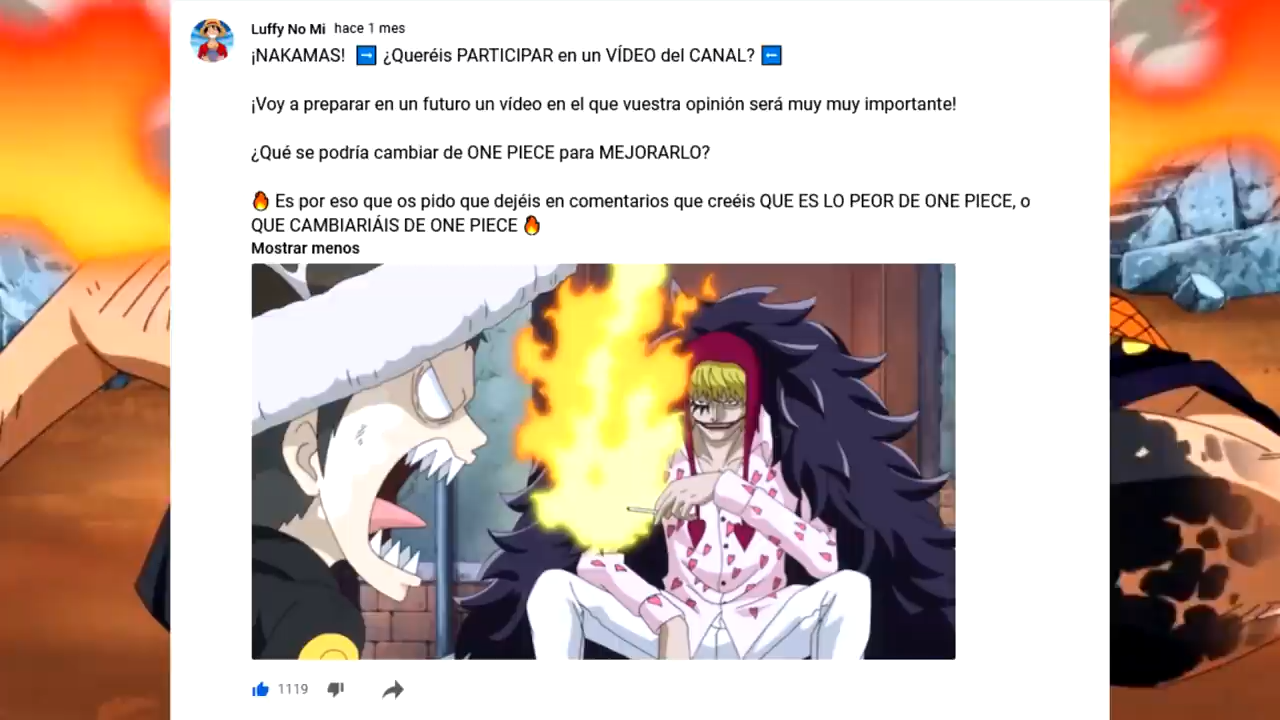 Luffy No Mi hace 1 mes
¡NAKAMAS! ➡ ¿Queréis PARTICIPAR en un VÍDEO del CANAL? ⬅
¡Voy a preparar en un futuro un vídeo en el que vuestra opinión será muy muy importante!
¿Qué se podría cambiar de ONE PIECE para MEJORARLO?
🔥 Es por eso que os pido que dejéis en comentarios que creéis QUE ES LO PEOR DE ONE PIECE, o
QUE CAMBIARIÁIS DE ONE PIECE 🔥
Mostrar menos
1119